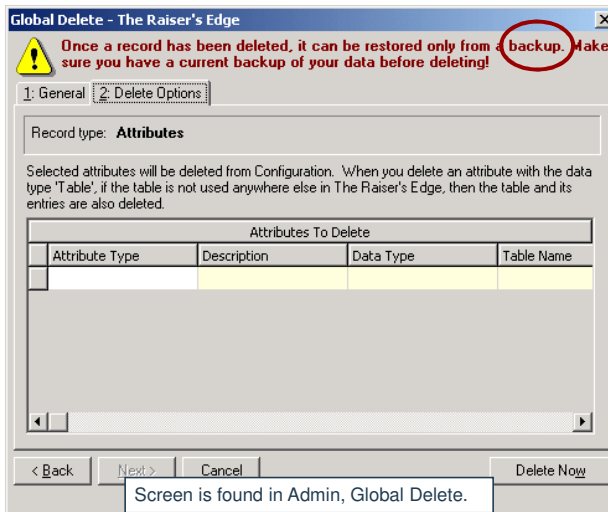 Global Delete - The Raiser's Edge
Once a record has been deleted, it can be restored only from a backup. Make
sure you have a current backup of your data before deleting!
1: General 2: Delete Options
Record type: Attributes
Selected attributes will be deleted from Configuration. When you delete an attribute with the data
type 'Table', if the table is not used anywhere else in The Raiser's Edge, then the table and its
entries are also deleted.
Attributes To Delete
Attribute Type Description Data Type Table Name
< Back Next > Cancel Delete Now
Screen is found in Admin, Global Delete.